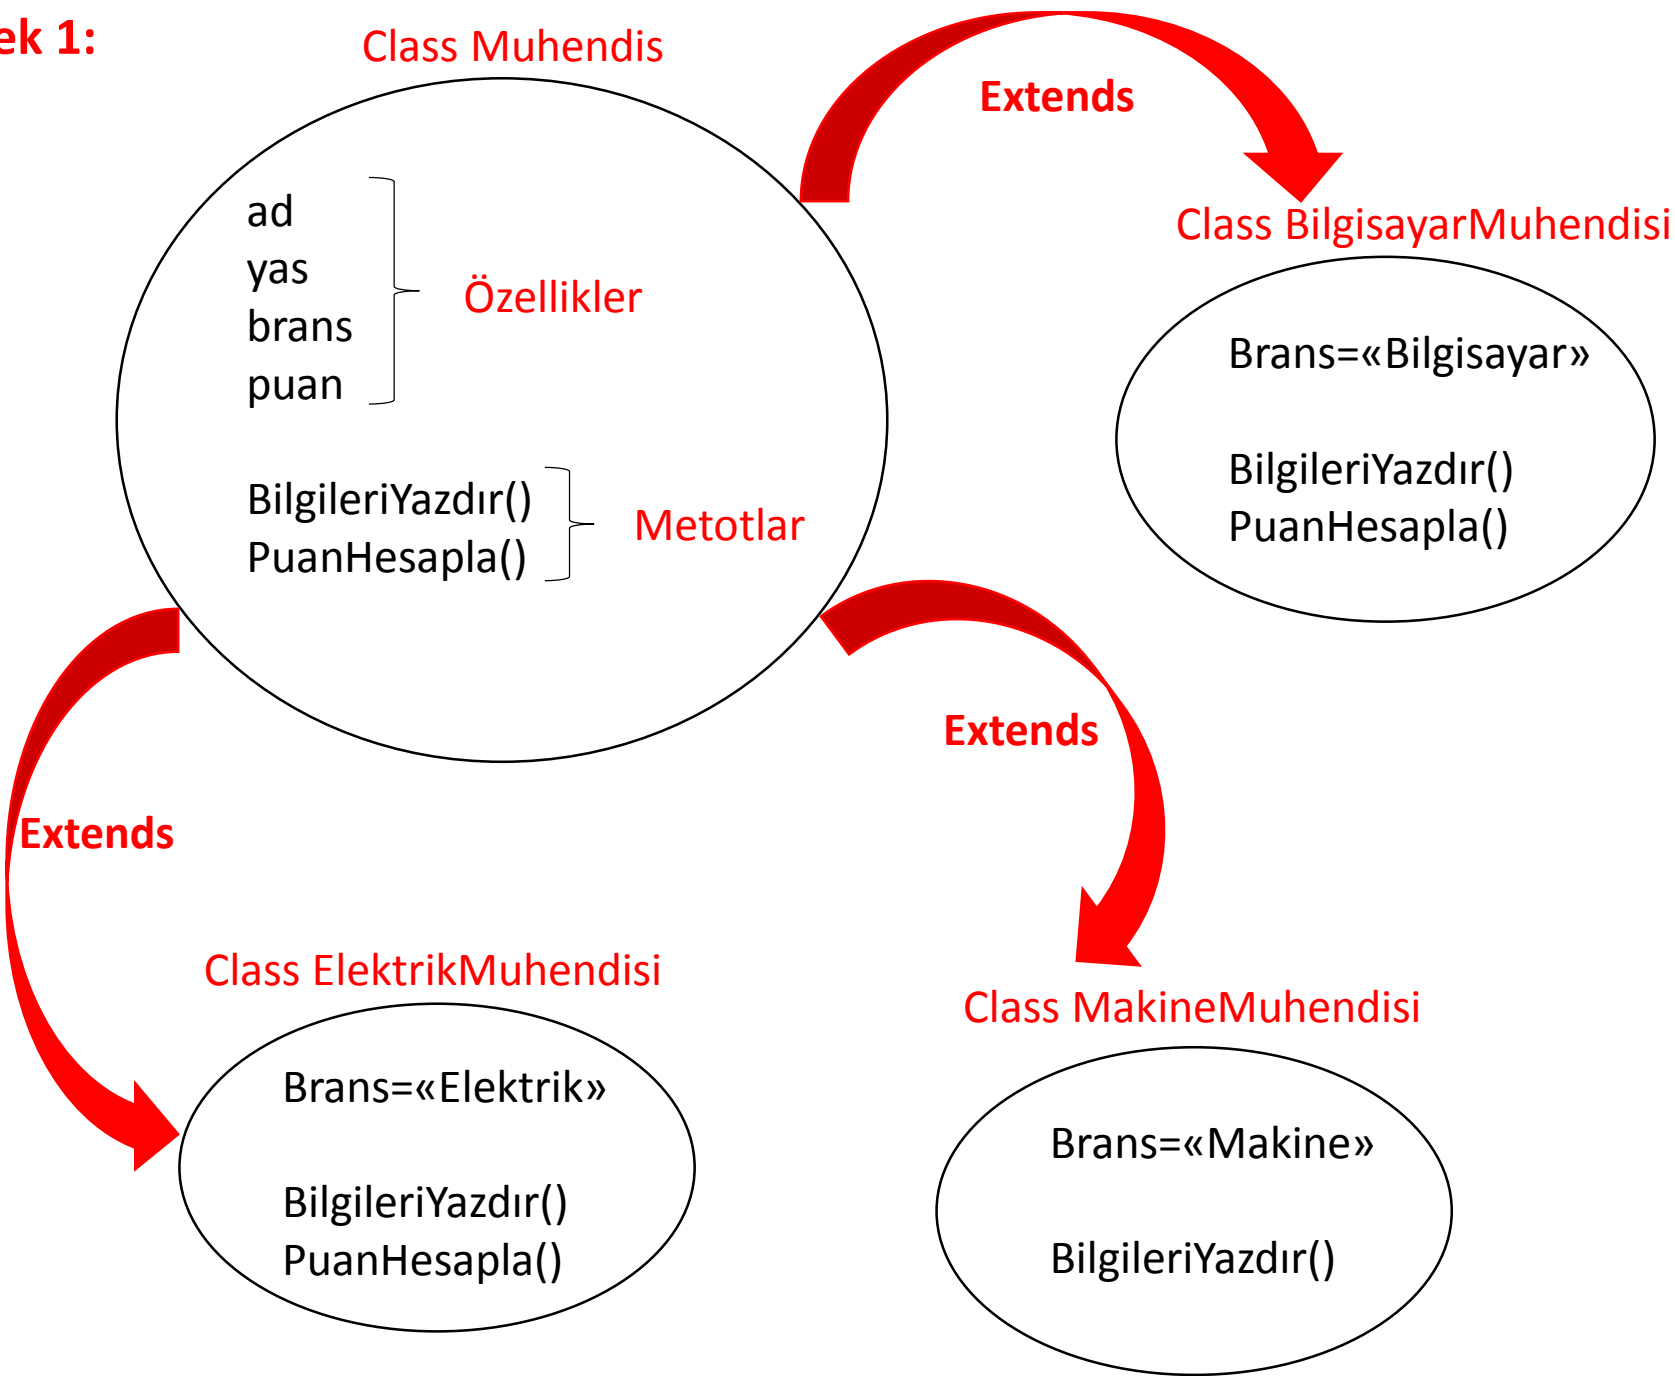 ek 1:
Class Muhendis
ad
yas
brans
puan
Özellikler
BilgileriYazdır()
PuanHesapla()
Metotlar
Extends
Class BilgisayarMuhendisi
Brans=«Bilgisayar»
BilgileriYazdır()
PuanHesapla()
Extends
Extends
Class ElektrikMuhendisi
Brans=«Elektrik»
BilgileriYazdır()
PuanHesapla()
Class MakineMuhendisi
Brans=«Makine»
BilgileriYazdır()